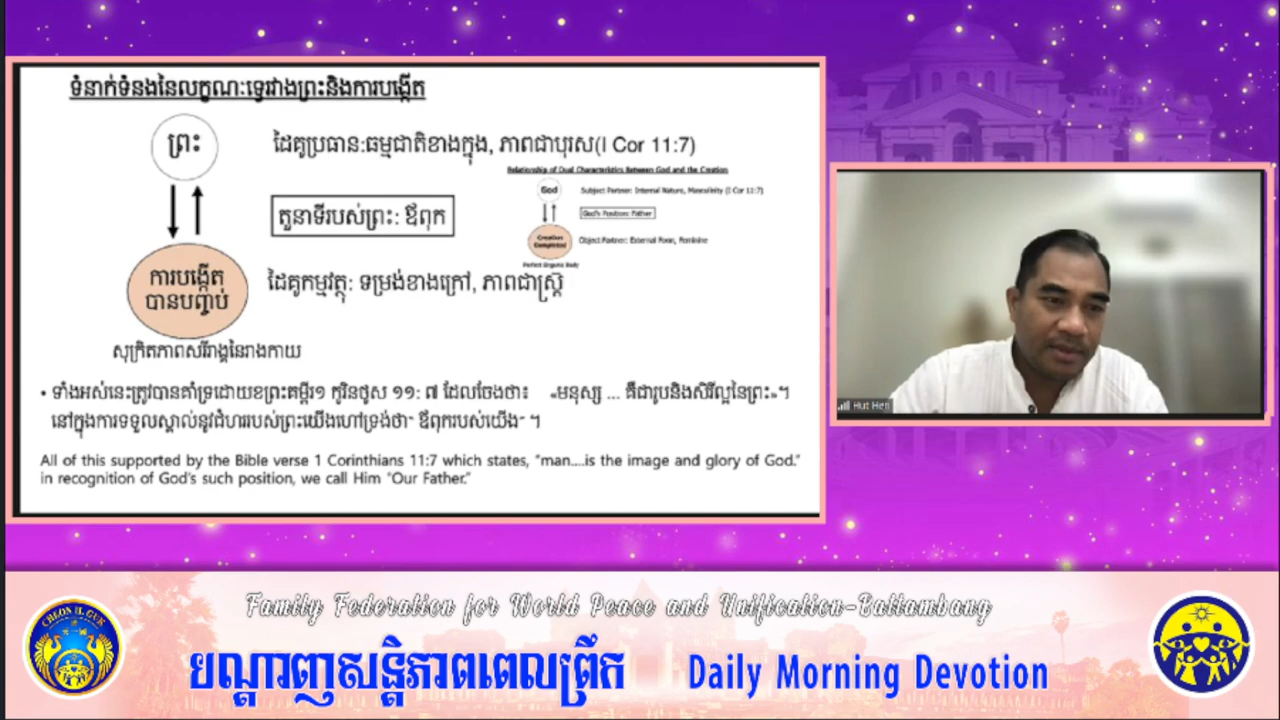 ទំនាក់ទំនងនៃលក្ខណៈទ្វេរវាងព្រះនិងការបង្កើត
ព្រះ
ដៃគូប្រធាន:ធម្មជាតិខាងក្នុង, ភាពជាបុរស(I Cor 11:7)
Relationship of Dual Characteristics Between God and the Creation
God
Subject Partner: Internal Nature, Masculinity (I Cor 11:7)
តួនាទីរបស់ព្រះ: ឪពុក
God's Position: Father
Creation
Completed
Object Partner: External Form, Feminine
Perfect Organic Body
ការបង្កើត
បានបញ្ចប់
ដៃគូកម្មវត្ថុ: ទម្រង់ខាងក្រៅ, ភាពជាស្ត្រី
សុក្រិតភាពសរីរាង្គនៃរាងកាយ
• ទាំងអស់នេះត្រូវបានគាំទ្រដោយខព្រះគម្ពីរ១ កូរិនថូស ១១: ៧ ដែលចែងថា៖ «មនុស្ស ... គឺជារូបនិងសិរីល្អនៃព្រះ»។
នៅក្នុងការទទួលស្គាល់នូវជំហររបស់ព្រះយើងហៅទ្រង់ថា" ឪពុករបស់យើង" ។
All of this supported by the Bible verse 1 Corinthians 11:7 which states, "man....is the image and glory of God."
in recognition of God's such position, we call Him "Our Father."
Hut Hen
Family Federation for World Peace and Unification-Battambang
CHEON IL GUK
បណ្តាញសន្តិភាពពេលព្រឹក Daily Morning Devotion